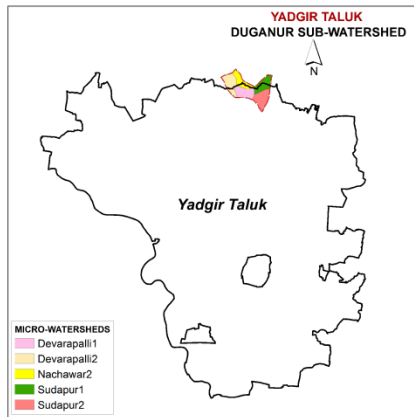 YADGIR TALUK
DUGANUR SUB-WATERSHED
N
Yadgir Taluk
MICRO-WATERSHEDS
Devarapalli1
Devarapalli2
Nachawar2
Sudapur1
Sudapur2